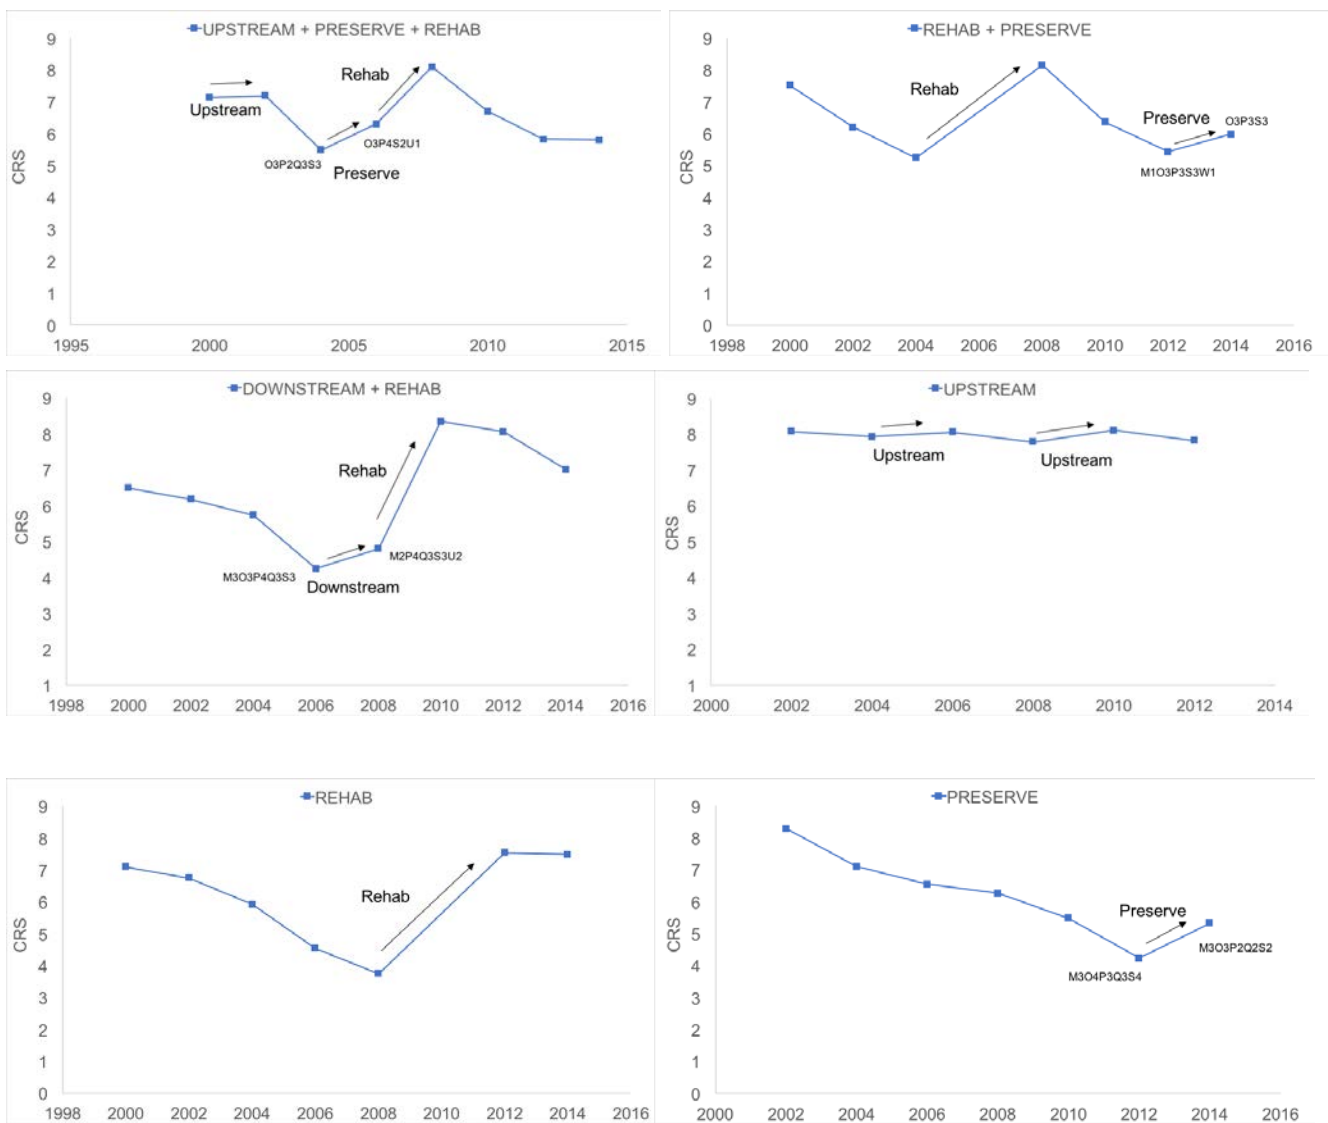 UPSTREAM + PRESERVE + REHAB
CRS
9
8
7
6
5
4
3
2
1
0
1995 2000 2005 2010 2015
Upstream
O3P2Q3S3
Preserve
O3P4S2U1
Rehab
REHAB + PRESERVE
CRS
9
8
7
6
5
4
3
2
1
0
1998 2000 2002 2004 2006 2008 2010 2012 2014 2016
Rehab
Preserve
O3P3S3
M1O3P3S3W1
DOWNSTREAM + REHAB
CRS
9
8
7
6
5
4
3
2
1
1998 2000 2002 2004 2006 2008 2010 2012 2014 2016
Rehab
M3O3P4Q3S3
M2P4Q3S3U2
Downstream
UPSTREAM
CRS
9
8
7
6
5
4
3
2
1
2000 2002 2004 2006 2008 2010 2012 2014
Upstream
Upstream
REHAB
CRS
9
8
7
6
5
4
3
2
1
0
1998 2000 2002 2004 2006 2008 2010 2012 2014 2016
Rehab
PRESERVE
CRS
9
8
7
6
5
4
3
2
1
0
2000 2002 2004 2006 2008 2010 2012 2014 2016
Preserve
M3O4P3Q3S4
M3O3P2Q2S2